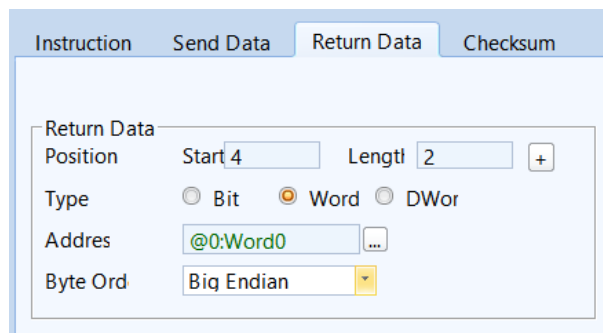 Instruction Send Data Return Data Checksum
Return Data
Position Start 4 Lengtl 2 +
Type Bit Word DWor
Addres @0:Word0 ...
Byte Ord Big Endian